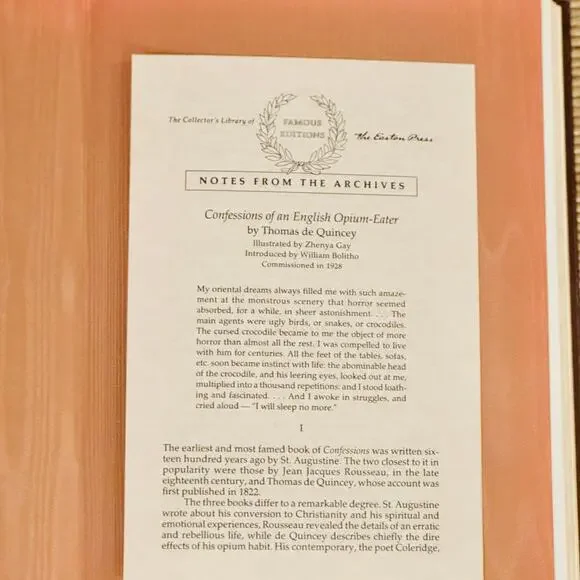 The Collector's Library of
FAMOUS
EDITIONS
the Easton Press
NOTES FROM THE ARCHIVES
Confessions of an English Opium-Eater
by Thomas de Quincey
Illustrated by Zhenya Gay
Introduced by William Bolitho
Commissioned in 1928
My oriental dreams always filled me with such amaze-
ment at the monstrous scenery that horror seemed
absorbed, for a while, in sheer astonishment. . . . The
main agents were ugly birds, or snakes, or crocodiles.
The cursed crocodile became to me the object of more
horror than almost all the rest. I was compelled to live
with him for centuries. All the feet of the tables, sofas,
etc. soon became instinct with life: the abominable head
of the crocodile, and his leering eyes, looked out at me,
multiplied into a thousand repetitions: and I stood loath-
ing and fascinated. . . . And I awoke in struggles, and
cried aloud — "I will sleep no more."
I
The earliest and most famed book of Confessions was written six-
teen hundred years ago by St. Augustine. The two closest to it in
popularity were those by Jean Jacques Rousseau, in the late
eighteenth century, and Thomas de Quincey, whose account was
first published in 1822.
The three books differ to a remarkable degree. St. Augustine
wrote about his conversion to Christianity and his spiritual and
emotional experiences, Rousseau revealed the details of an erratic
and rebellious life, while de Quincey describes chiefly the dire
effects of his opium habit. His contemporary, the poet Coleridge,